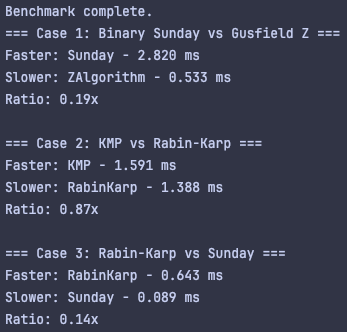 Benchmark complete.
=== Case 1: Binary Sunday vs Gusfield Z ===
Faster: Sunday - 2.820 ms
Slower: ZAlgorithm - 0.533 ms
Ratio: 0.19x
=== Case 2: KMP vs Rabin-Karp ===
Faster: KMP - 1.591 ms
Slower: RabinKarp - 1.388 ms
Ratio: 0.87x
=== Case 3: Rabin-Karp vs Sunday ===
Faster: RabinKarp - 0.643 ms
Slower: Sunday - 0.089 ms
Ratio: 0.14x